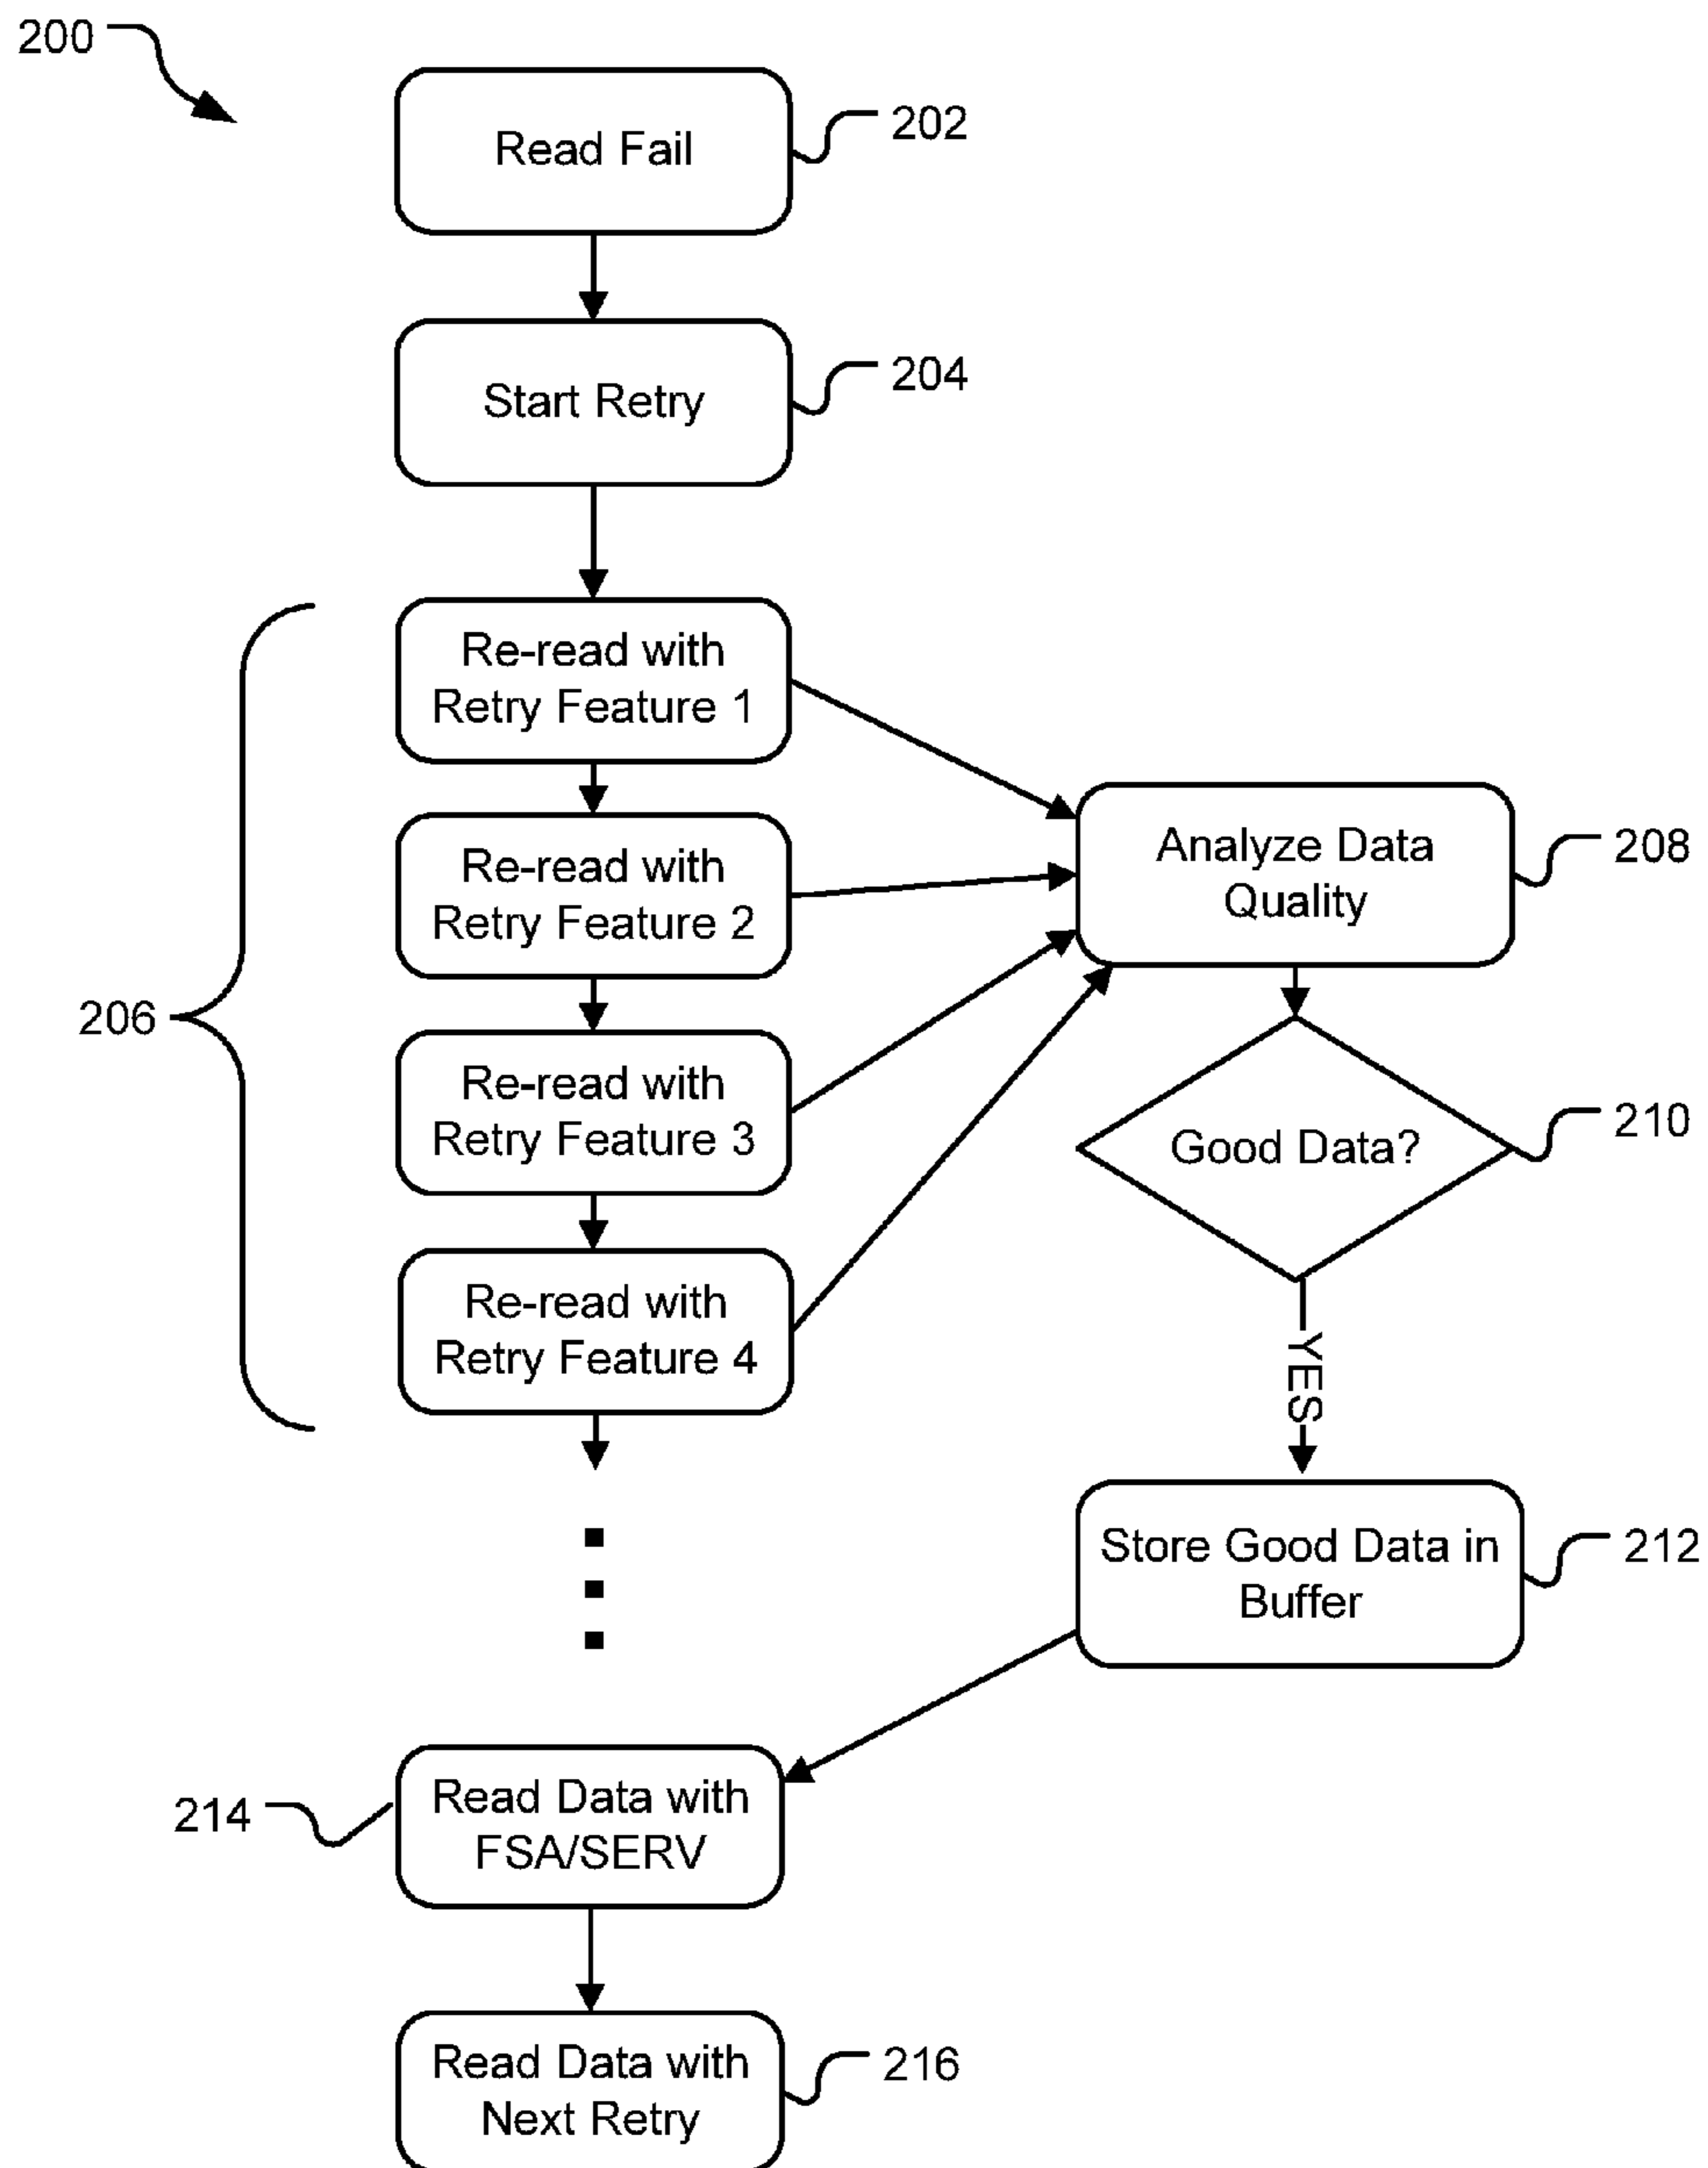 200
Read Fail
202
Start Retry
204
Re-read with
Retry Feature 1
Re-read with
Retry Feature 2
206
Re-read with
Retry Feature 3
Re-read with
Retry Feature 4
Analyze Data
Quality
208
Good Data?
210
YES
Store Good Data in
Buffer
212
214
Read Data with
FSA/SERV
Read Data with
Next Retry
216